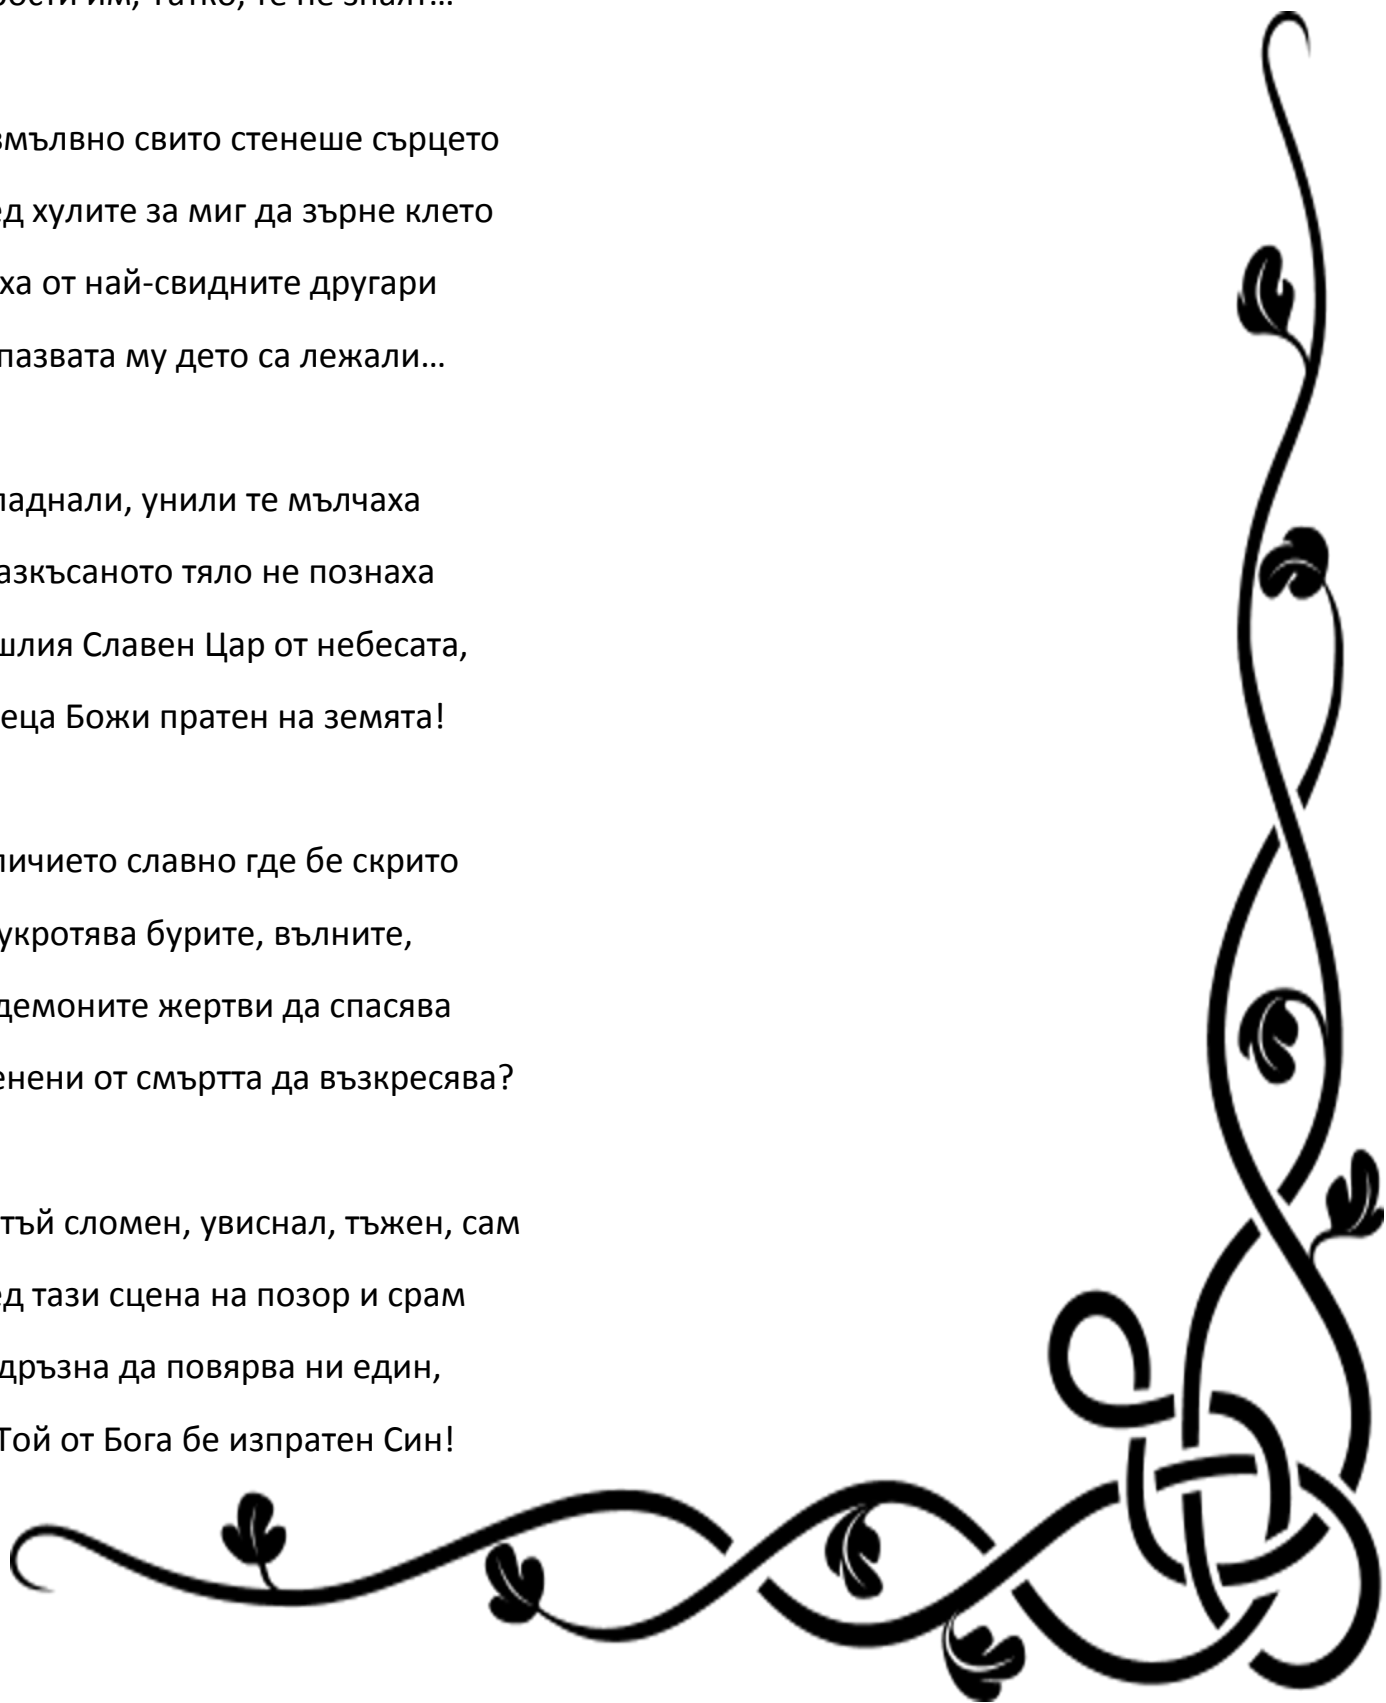 рости им, Татко, те не знаят…
змълвно свито стенеше сърцето
ед хулите за миг да зърне клето
ха от най-свидните другари
пазвата му дето са лежали…
паднали, унили те мълчаха
азкъсаното тяло не познаха
шлия Славен Цар от небесата,
еца Божи пратен на земята!
личието славно где бе скрито
укротява бурите, вълните,
демоните жертви да спасява
енени от смъртта да възкресява?
тъй сломен, увиснал, тъжен, сам
ед тази сцена на позор и срам
дръзна да повярва ни един,
Той от Бога бе изпратен Син!